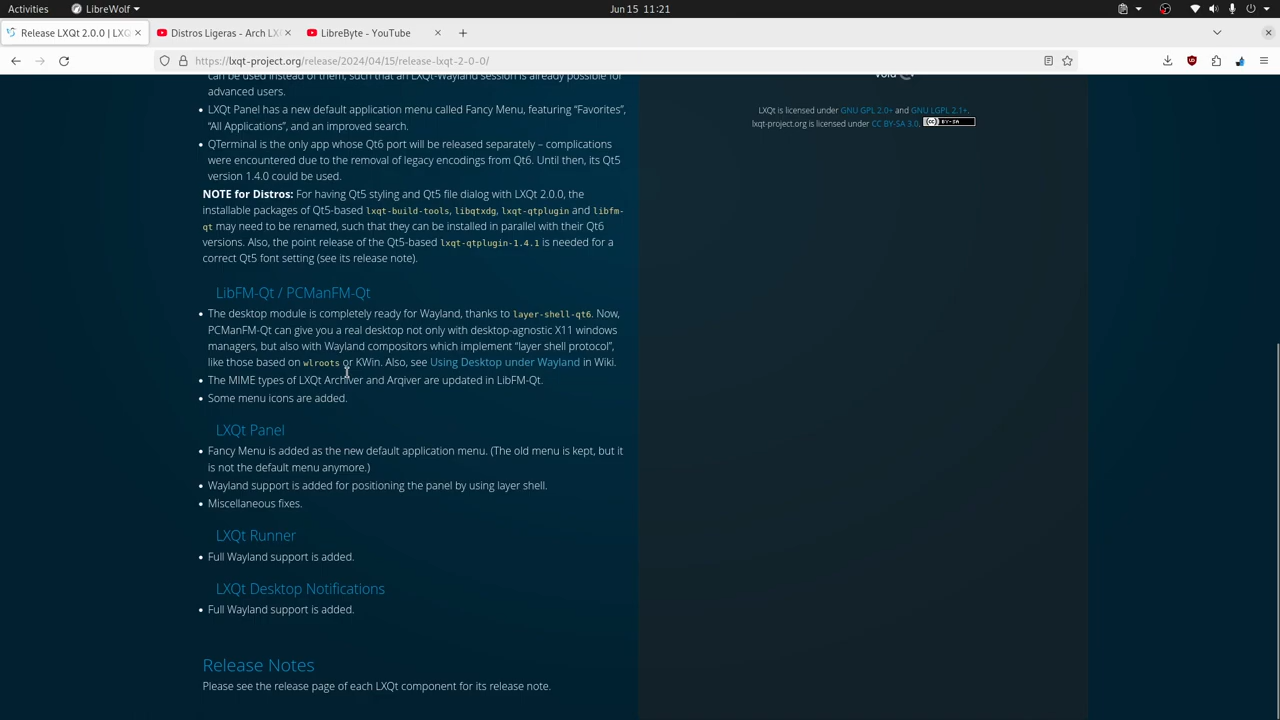 Activities
LibreWolf
Jun 15 11:21
Release LXQt 2.0.0 | LXQ
Distros Ligeras - Arch LX
LibreByte - YouTube
https://lxqt-project.org/release/2024/04/15/release-lxqt-2-0-0/
can be used instead of them, such that an LXQt-Wayland session is already possible for
advanced users.
LXQt Panel has a new default application menu called Fancy Menu, featuring “Favorites”,
“All Applications”, and an improved search.
QTerminal is the only app whose Qt6 port will be released separately – complications
were encountered due to the removal of legacy encodings from Qt6. Until then, its Qt5
version 1.4.0 could be used.
NOTE for Distros: For having Qt5 styling and Qt5 file dialog with LXQt 2.0.0, the
installable packages of Qt5-based lxqt-build-tools, libqtxdg, lxqt-qtplugin and libfm-
qt may need to be renamed, such that they can be installed in parallel with their Qt6
versions. Also, the point release of the Qt5-based lxqt-qtplugin-1.4.1 is needed for a
correct Qt5 font setting (see its release note).
LibFM-Qt / PCManFM-Qt
The desktop module is completely ready for Wayland, thanks to layer-shell-qt6. Now,
PCManFM-Qt can give you a real desktop not only with desktop-agnostic X11 windows
managers, but also with Wayland compositors which implement “layer shell protocol”,
like those based on wlroots or KWin. Also, see Using Desktop under Wayland in Wiki.
The MIME types of LXQt Archiver and Arqiver are updated in LibFM-Qt.
Some menu icons are added.
LXQt Panel
Fancy Menu is added as the new default application menu. (The old menu is kept, but it
is not the default menu anymore.)
Wayland support is added for positioning the panel by using layer shell.
Miscellaneous fixes.
LXQt Runner
Full Wayland support is added.
LXQt Desktop Notifications
Full Wayland support is added.
Release Notes
Please see the release page of each LXQt component for its release note.
Void
LXQt is licensed under GNU GPL 2.0+ and GNU LGPL 2.1+.
lxqt-project.org is licensed under CC BY-SA 3.0.